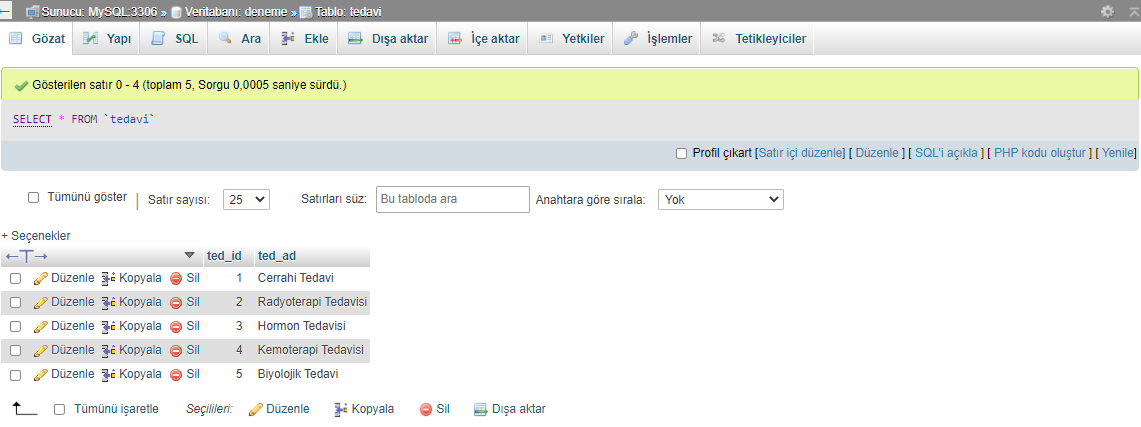 Sunucu: MySQL:3306 » Veritabanı: deneme » Tablo: tedavi
Gözat Yapı SQL Ara Ekle Dışa aktar İçe aktar Yetkiler İşlemler Tetikleyiciler
Gösterilen satır 0 - 4 (toplam 5, Sorgu 0,0005 saniye sürdü.)
SELECT * FROM `tedavi`
Profil çıkart [Satır içi düzenle] [ Düzenle ] [ SQL'i açıkla ] [ PHP kodu oluştur ] [ Yenile]
Tümünü göster | Satır sayısı: 25 Satırları süz: Bu tabloda ara Anahtara göre sırala: Yok
+ Seçenekler
←T→ ted_id ted_ad
Düzenle Kopyala Sil 1 Cerrahi Tedavi
Düzenle Kopyala Sil 2 Radyoterapi Tedavisi
Düzenle Kopyala Sil 3 Hormon Tedavisi
Düzenle Kopyala Sil 4 Kemoterapi Tedavisi
Düzenle Kopyala Sil 5 Biyolojik Tedavi
Tümünü işaretle Seçilileri: Düzenle Kopyala Sil Dışa aktar